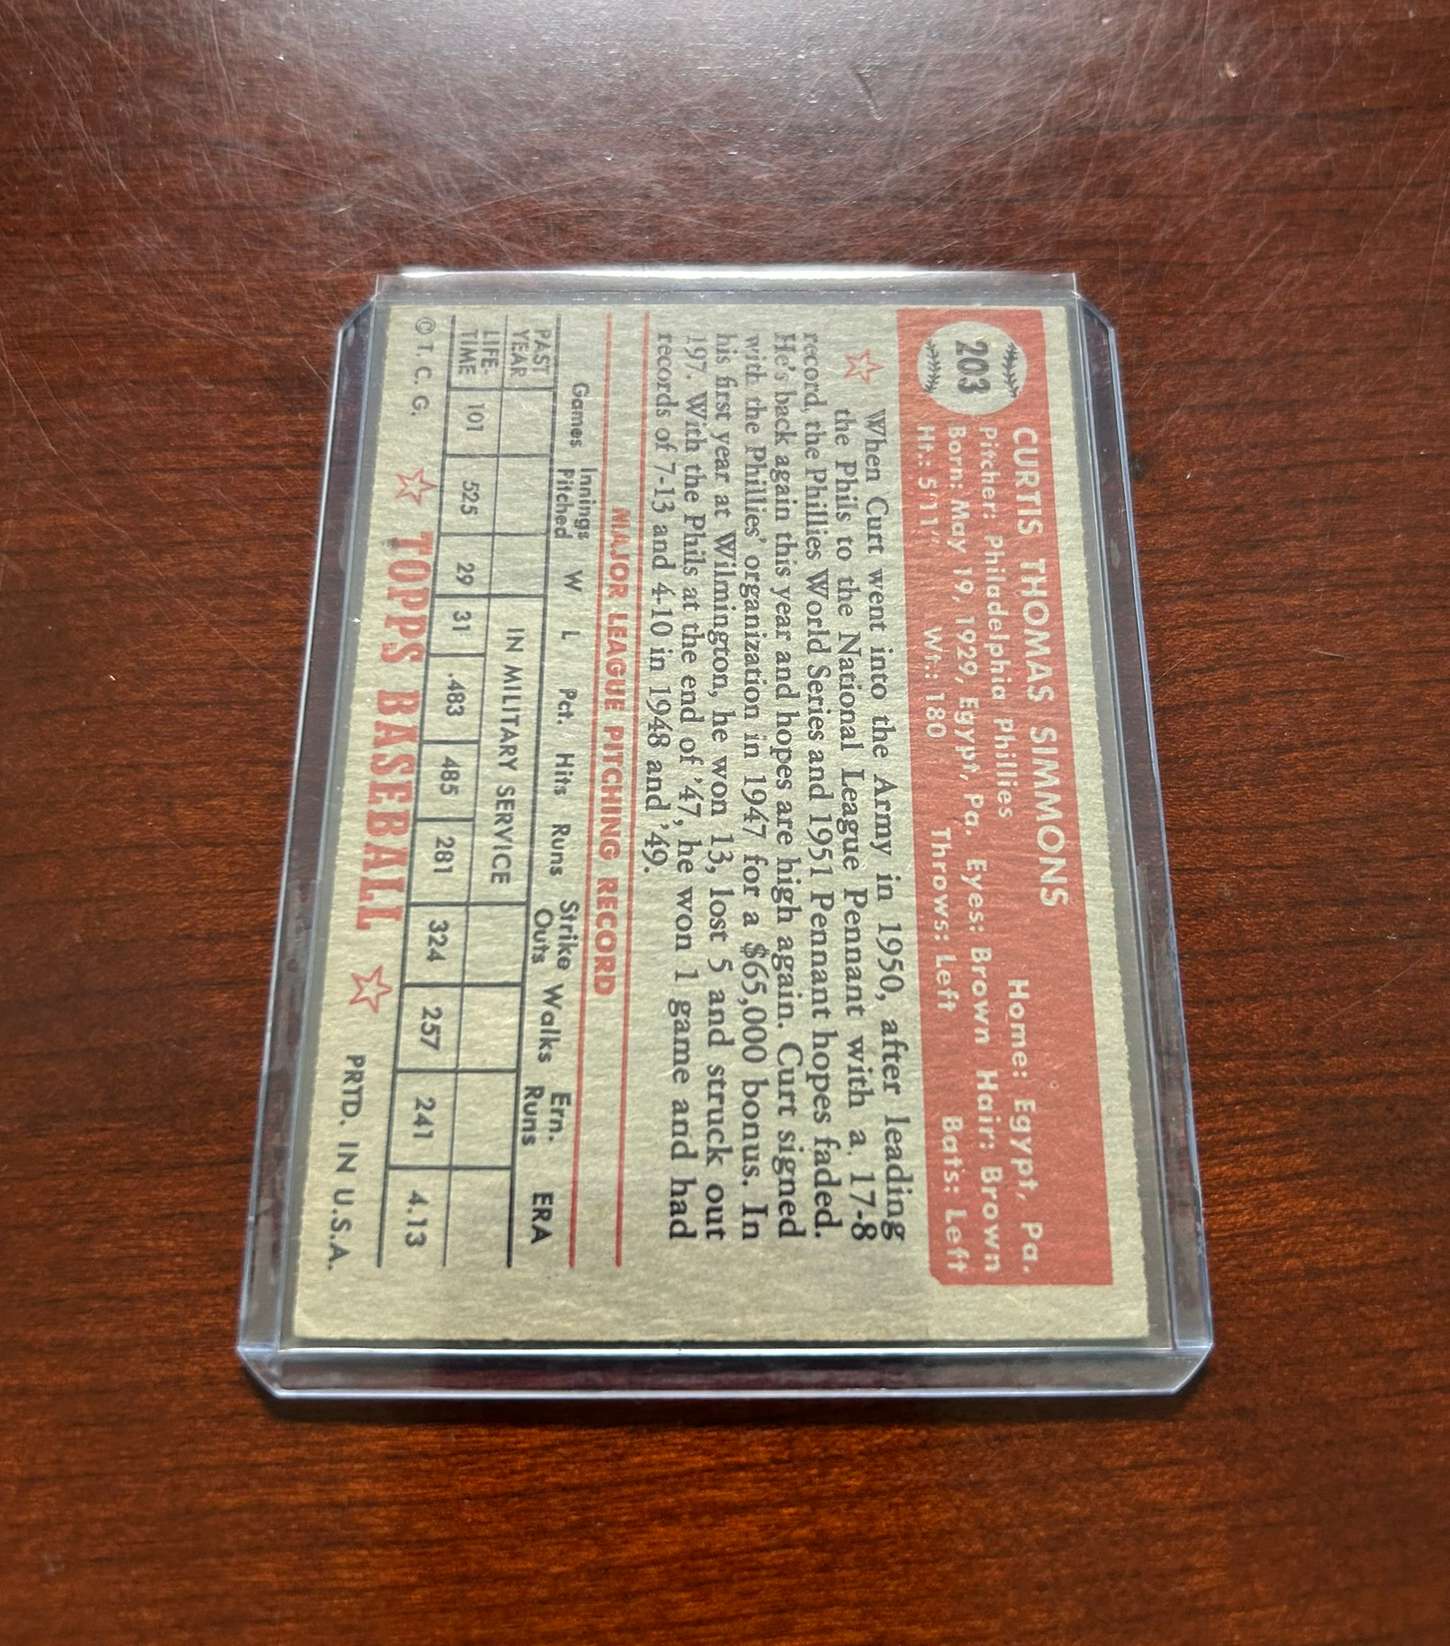 203
CURTIS THOMAS SIMMONS
Pitcher: Philadelphia Phillies Home: Egypt, Pa.
Born: May 19, 1929, Egypt, Pa. Eyes: Brown Hair: Brown
Ht.: 5'11" Wt.: 180 Throws: Left Bats: Left
When Curt went into the Army in 1950, after leading
the Phils to the National League Pennant with a 17-8
record, the Phillies World Series and 1951 Pennant hopes faded.
He's back again this year and hopes are high again. Curt signed
with the Phillies' organization in 1947 for a $65,000 bonus. In
his first year at Wilmington, he won 13, lost 5 and struck out
197. With the Phils at the end of '47, he won 1 game and had
records of 7-13 and 4-10 in 1948 and '49.
MAJOR LEAGUE PITCHING RECORD
Games Innings Pitched W L Pct. Hits Runs Strike Outs Walks Ern. Runs ERA
PAST YEAR IN MILITARY SERVICE
LIFE-TIME 101 525 29 31 .483 485 281 324 257 241 4.13
© T. C. G. TOPPS BASEBALL PRTD. IN U.S.A.